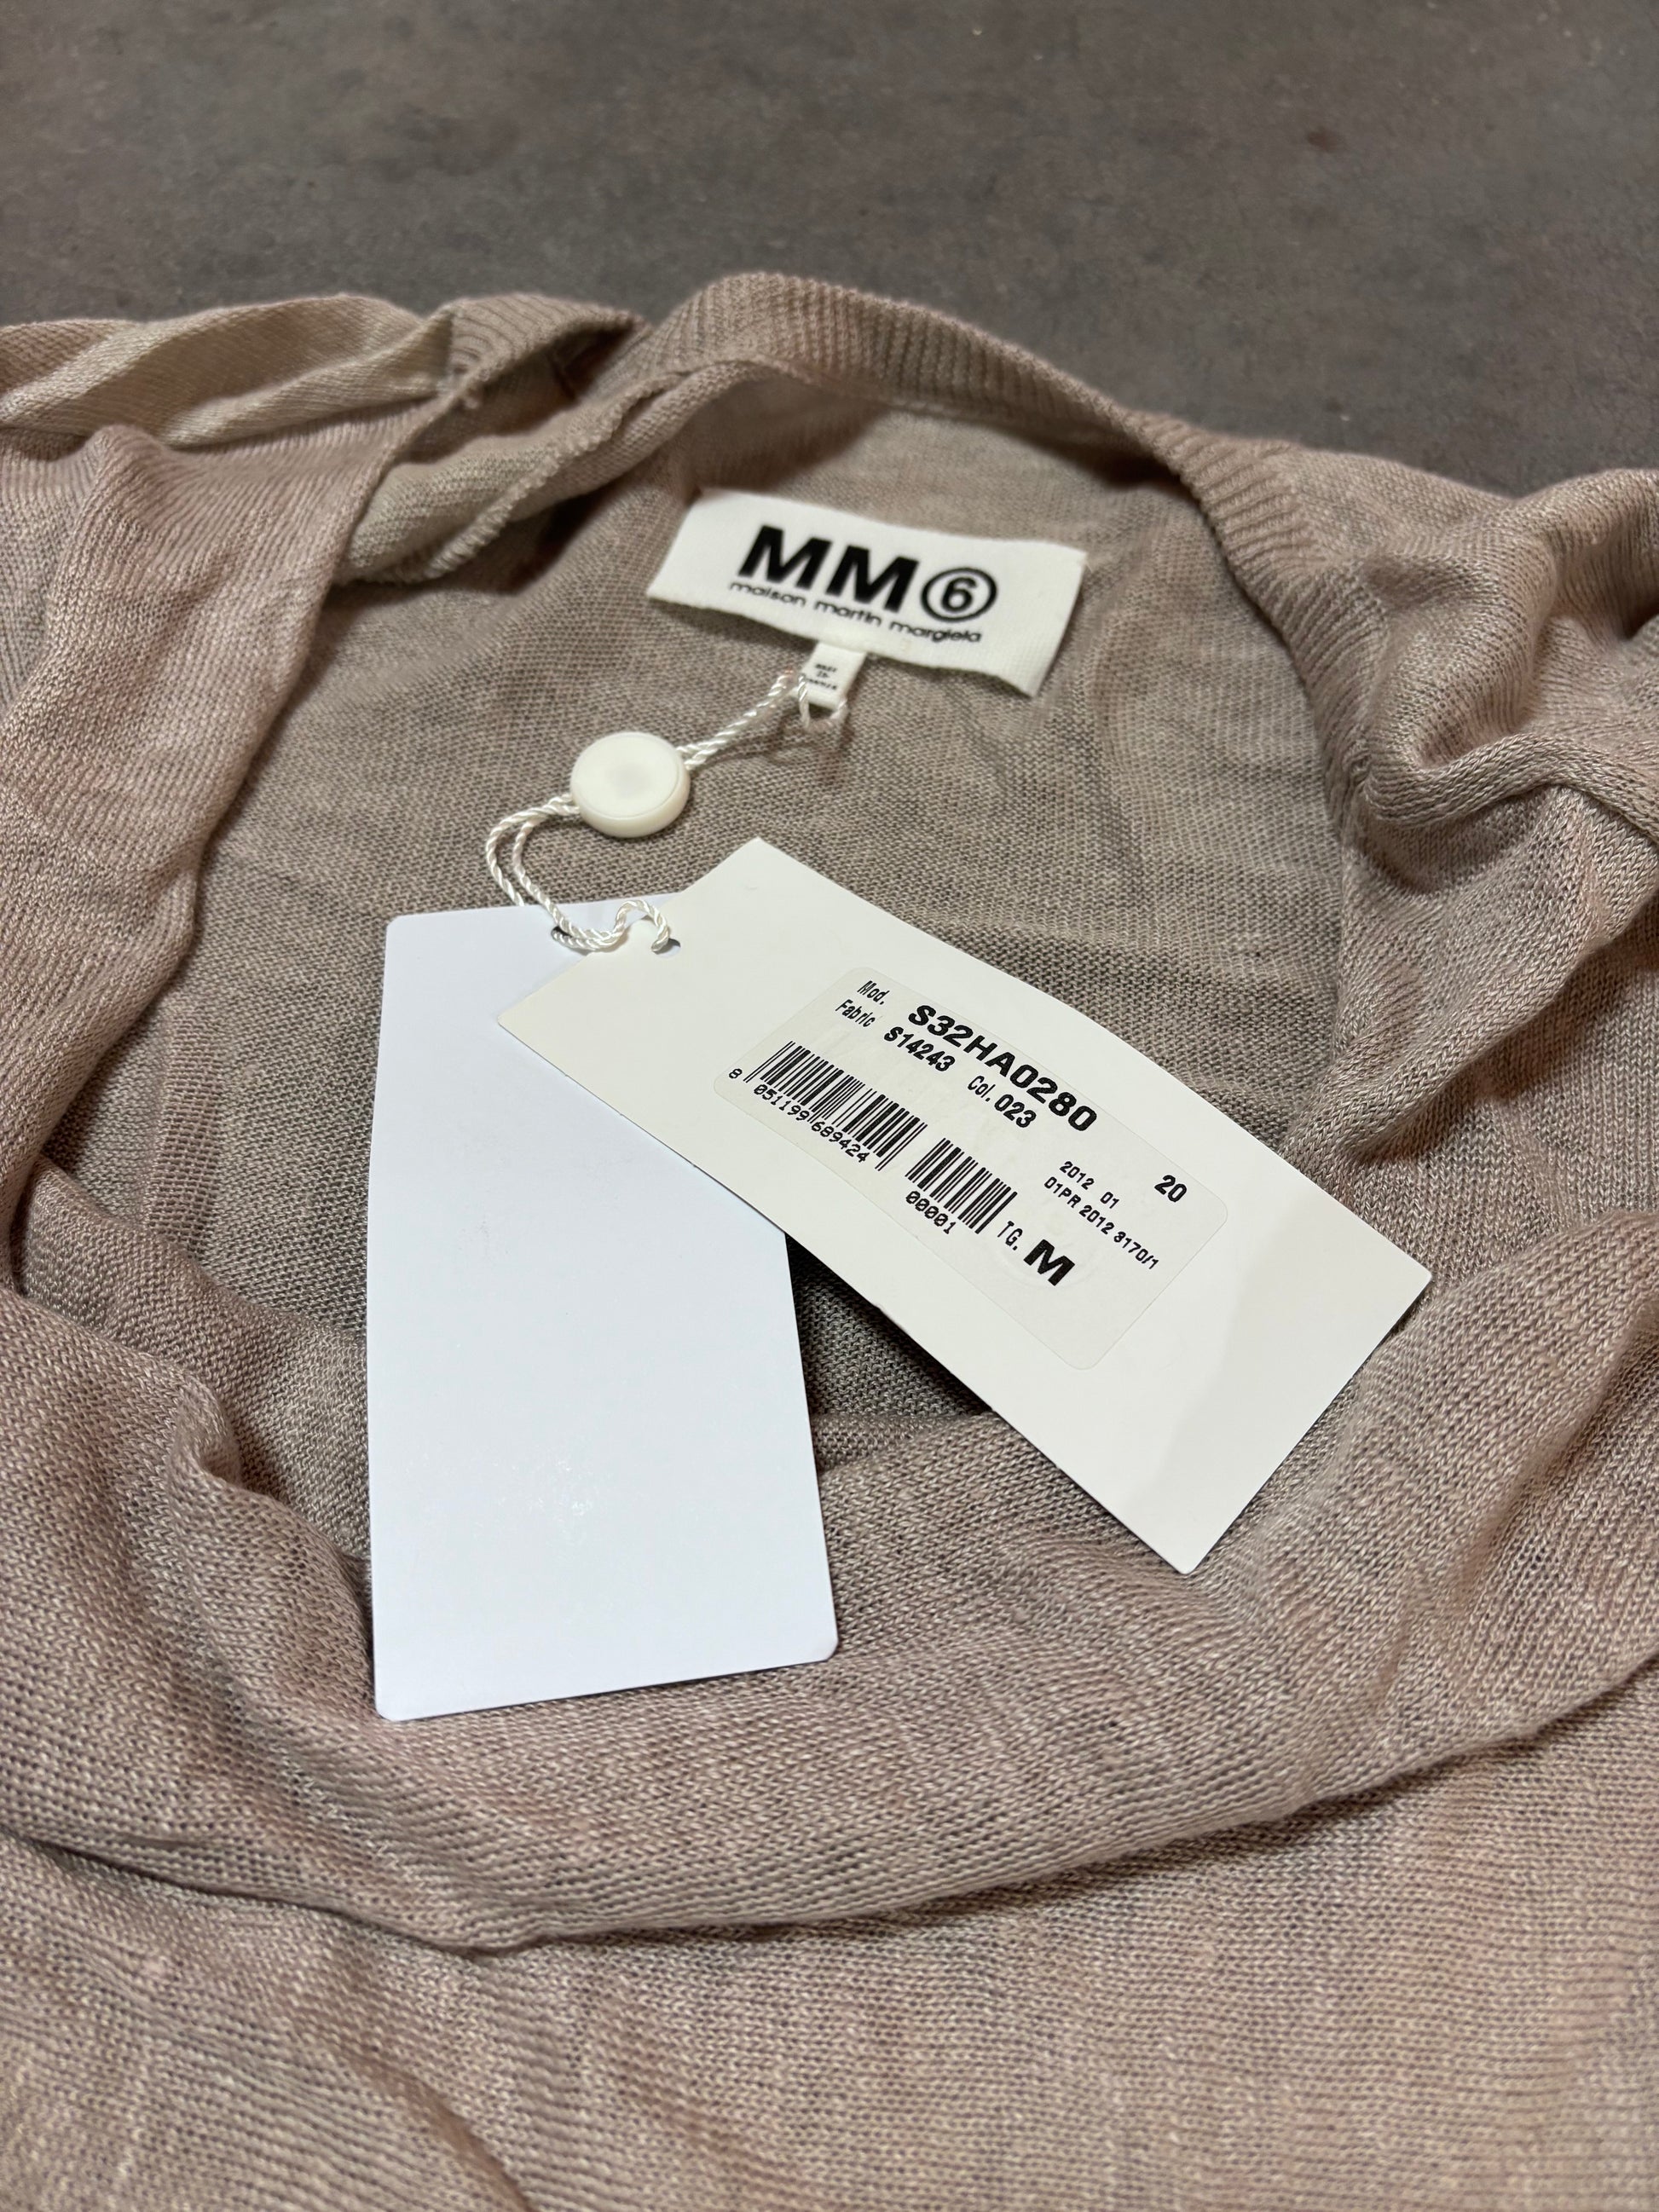 MM⑥
maison martin margiela
Mod. S32HA0280
Fabric S14243 Col. 023
8 051199 689424
00001
TG. M
2012 01 20
01PR 2012 3170/1